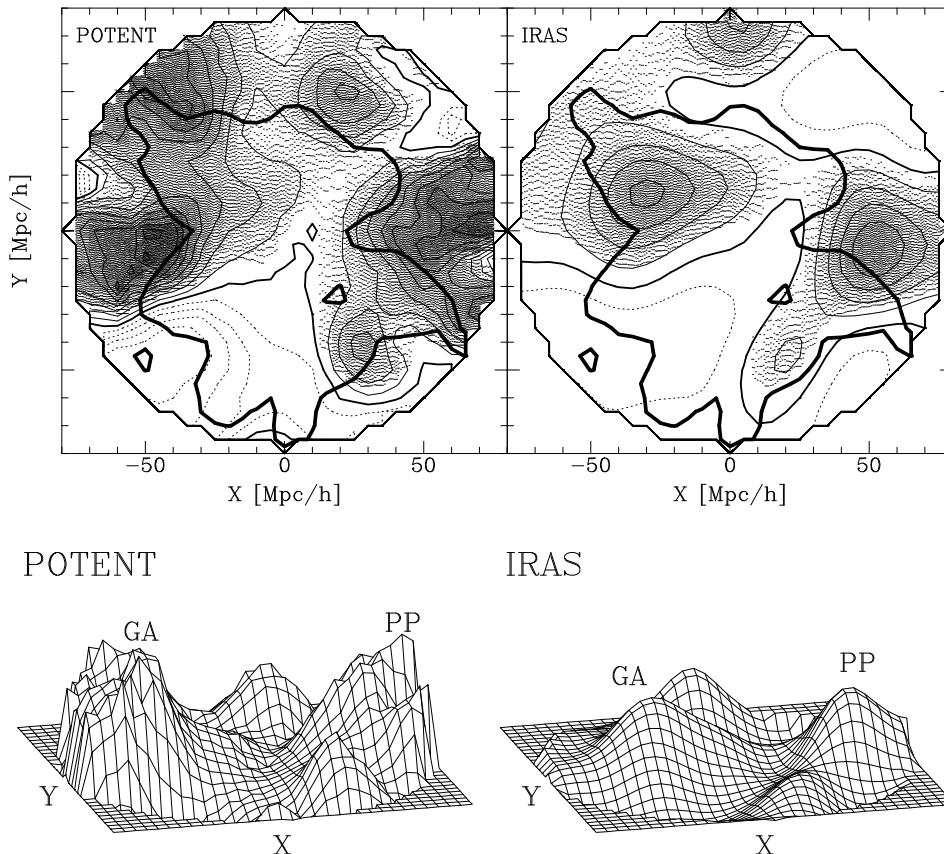 POTENT
IRAS
Y [Mpc/h]
−50 0 50
−50 0 50
X [Mpc/h]
X [Mpc/h]
POTENT
IRAS
GA
PP
GA
PP
Y
X
Y
X